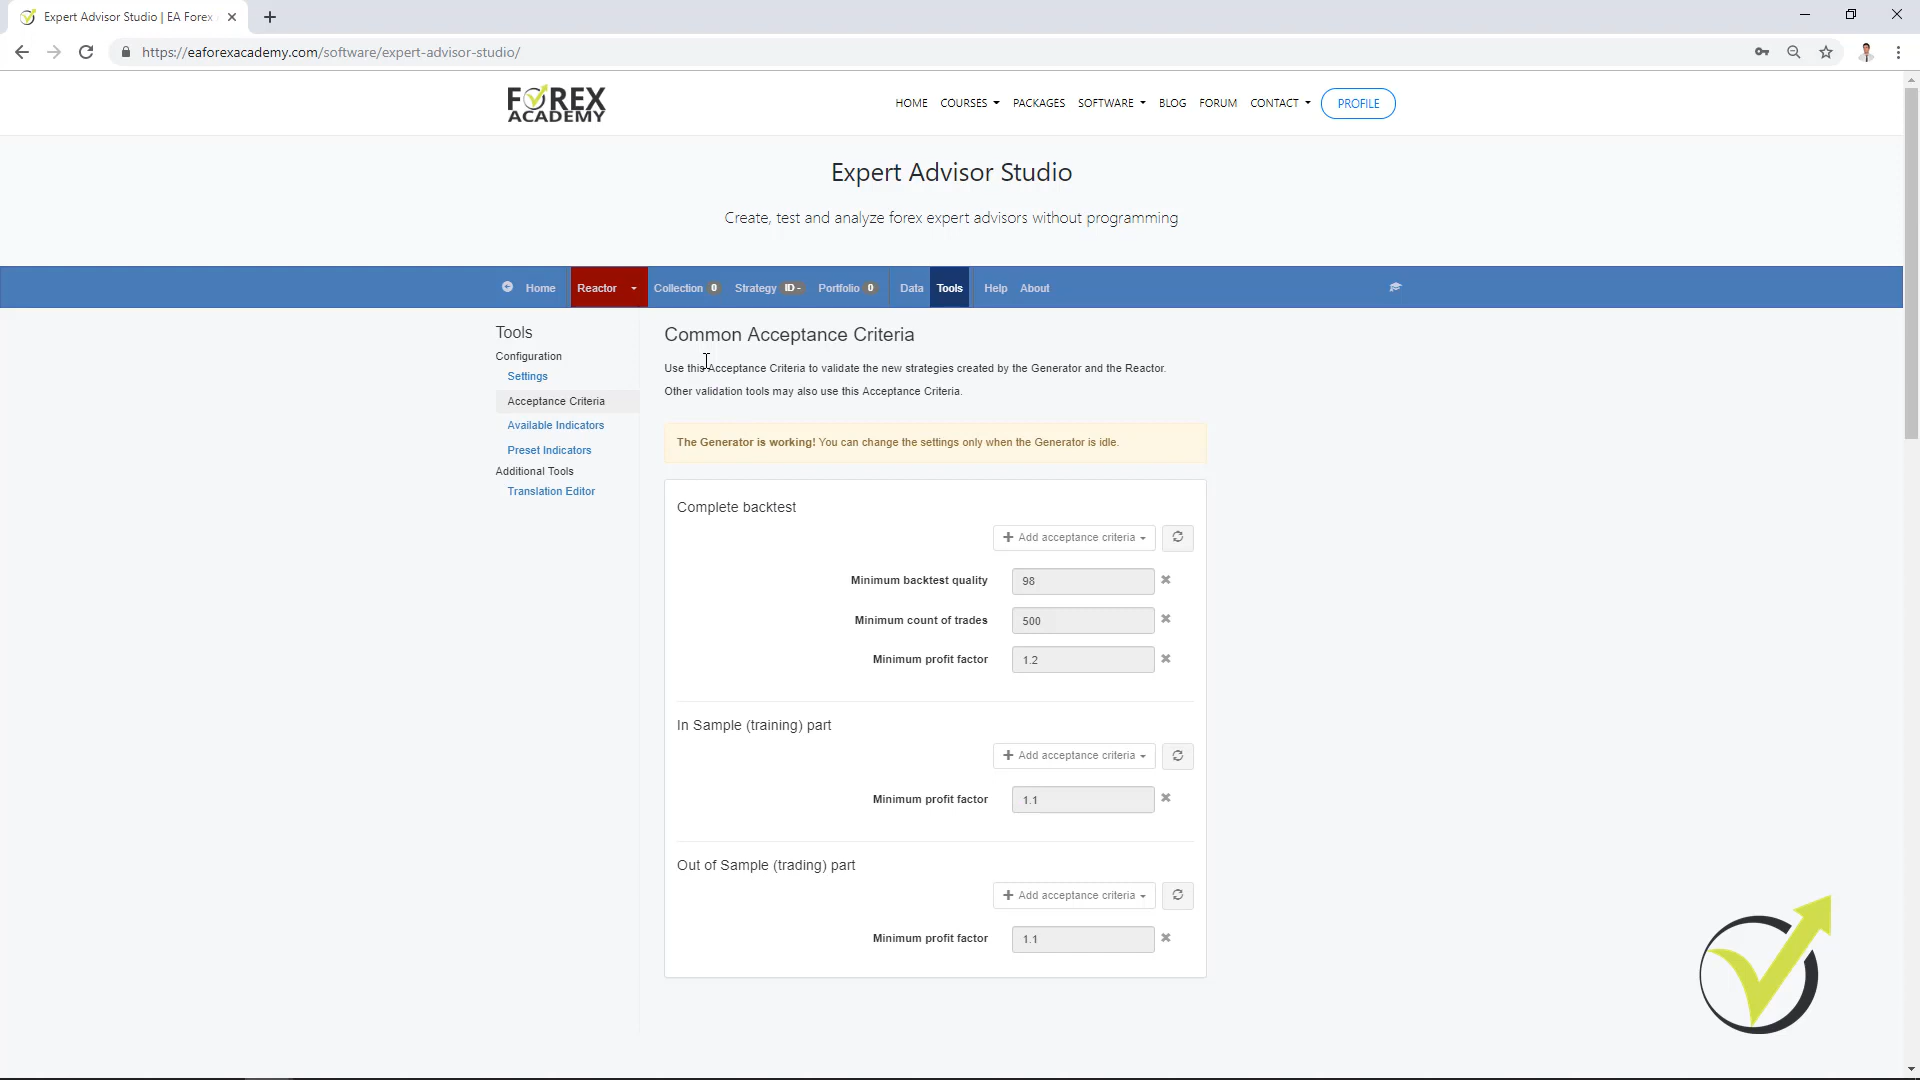 Expert Advisor Studio | EA Forex
https://eaforexacademy.com/software/expert-advisor-studio/
FOREX
ACADEMY
HOME COURSES PACKAGES SOFTWARE BLOG FORUM CONTACT PROFILE
Expert Advisor Studio
Create, test and analyze forex expert advisors without programming
Home Reactor Collection 0 Strategy ID - Portfolio 0 Data Tools Help About
Tools
Configuration
Settings
Acceptance Criteria
Available Indicators
Preset Indicators
Additional Tools
Translation Editor
Common Acceptance Criteria
Use this Acceptance Criteria to validate the new strategies created by the Generator and the Reactor.
Other validation tools may also use this Acceptance Criteria.
The Generator is working! You can change the settings only when the Generator is idle.
Complete backtest
Add acceptance criteria
Minimum backtest quality 98
Minimum count of trades 500
Minimum profit factor 1.2
In Sample (training) part
Add acceptance criteria
Minimum profit factor 1.1
Out of Sample (trading) part
Add acceptance criteria
Minimum profit factor 1.1